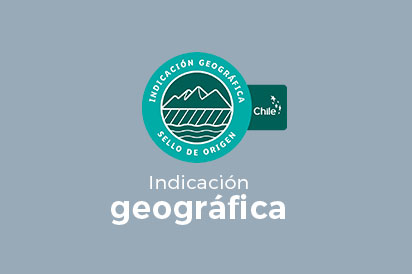 INDICACIÓN GEOGRÁFICA
SELLO DE ORIGEN
Chile
Indicación
geográfica